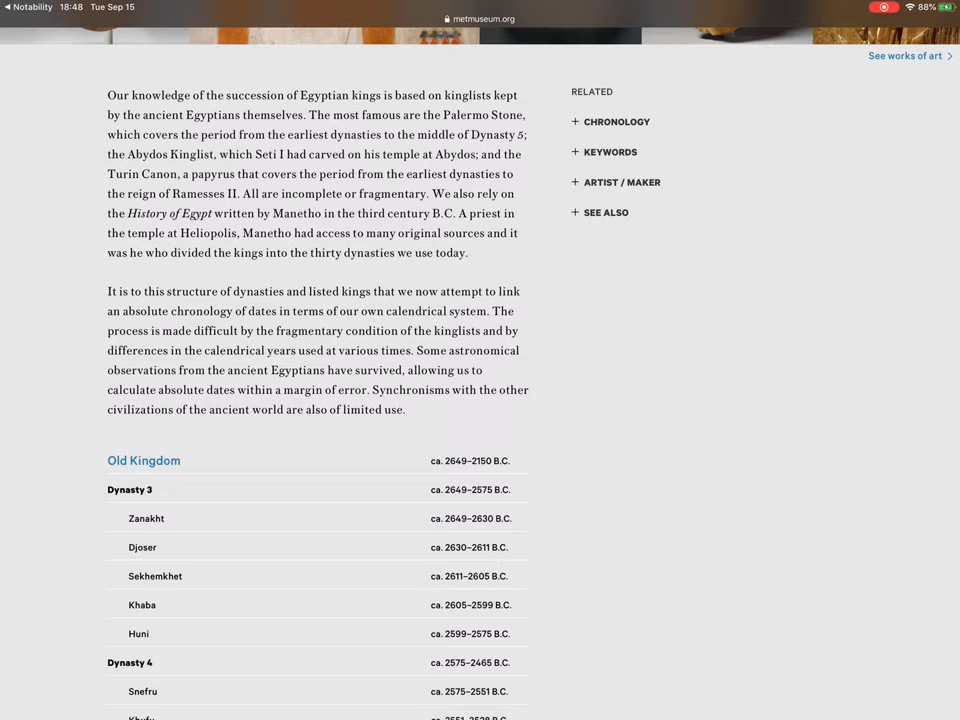 Notability 18:48 Tue Sep 15 88%
metmuseum.org
See works of art
Our knowledge of the succession of Egyptian kings is based on kinglists kept
by the ancient Egyptians themselves. The most famous are the Palermo Stone,
which covers the period from the earliest dynasties to the middle of Dynasty 5;
the Abydos Kinglist, which Seti I had carved on his temple at Abydos; and the
Turin Canon, a papyrus that covers the period from the earliest dynasties to
the reign of Ramesses II. All are incomplete or fragmentary. We also rely on
the History of Egypt written by Manetho in the third century B.C. A priest in
the temple at Heliopolis, Manetho had access to many original sources and it
was he who divided the kings into the thirty dynasties we use today.
It is to this structure of dynasties and listed kings that we now attempt to link
an absolute chronology of dates in terms of our own calendrical system. The
process is made difficult by the fragmentary condition of the kinglists and by
differences in the calendrical years used at various times. Some astronomical
observations from the ancient Egyptians have survived, allowing us to
calculate absolute dates within a margin of error. Synchronisms with the other
civilizations of the ancient world are also of limited use.
RELATED
+ CHRONOLOGY
+ KEYWORDS
+ ARTIST / MAKER
+ SEE ALSO
Old Kingdom ca. 2649–2150 B.C.
Dynasty 3 ca. 2649–2575 B.C.
Zanakht ca. 2649–2630 B.C.
Djoser ca. 2630–2611 B.C.
Sekhemkhet ca. 2611–2605 B.C.
Khaba ca. 2605–2599 B.C.
Huni ca. 2599–2575 B.C.
Dynasty 4 ca. 2575–2465 B.C.
Snefru ca. 2575–2551 B.C.
Khufu ca. 2551–2528 B.C.